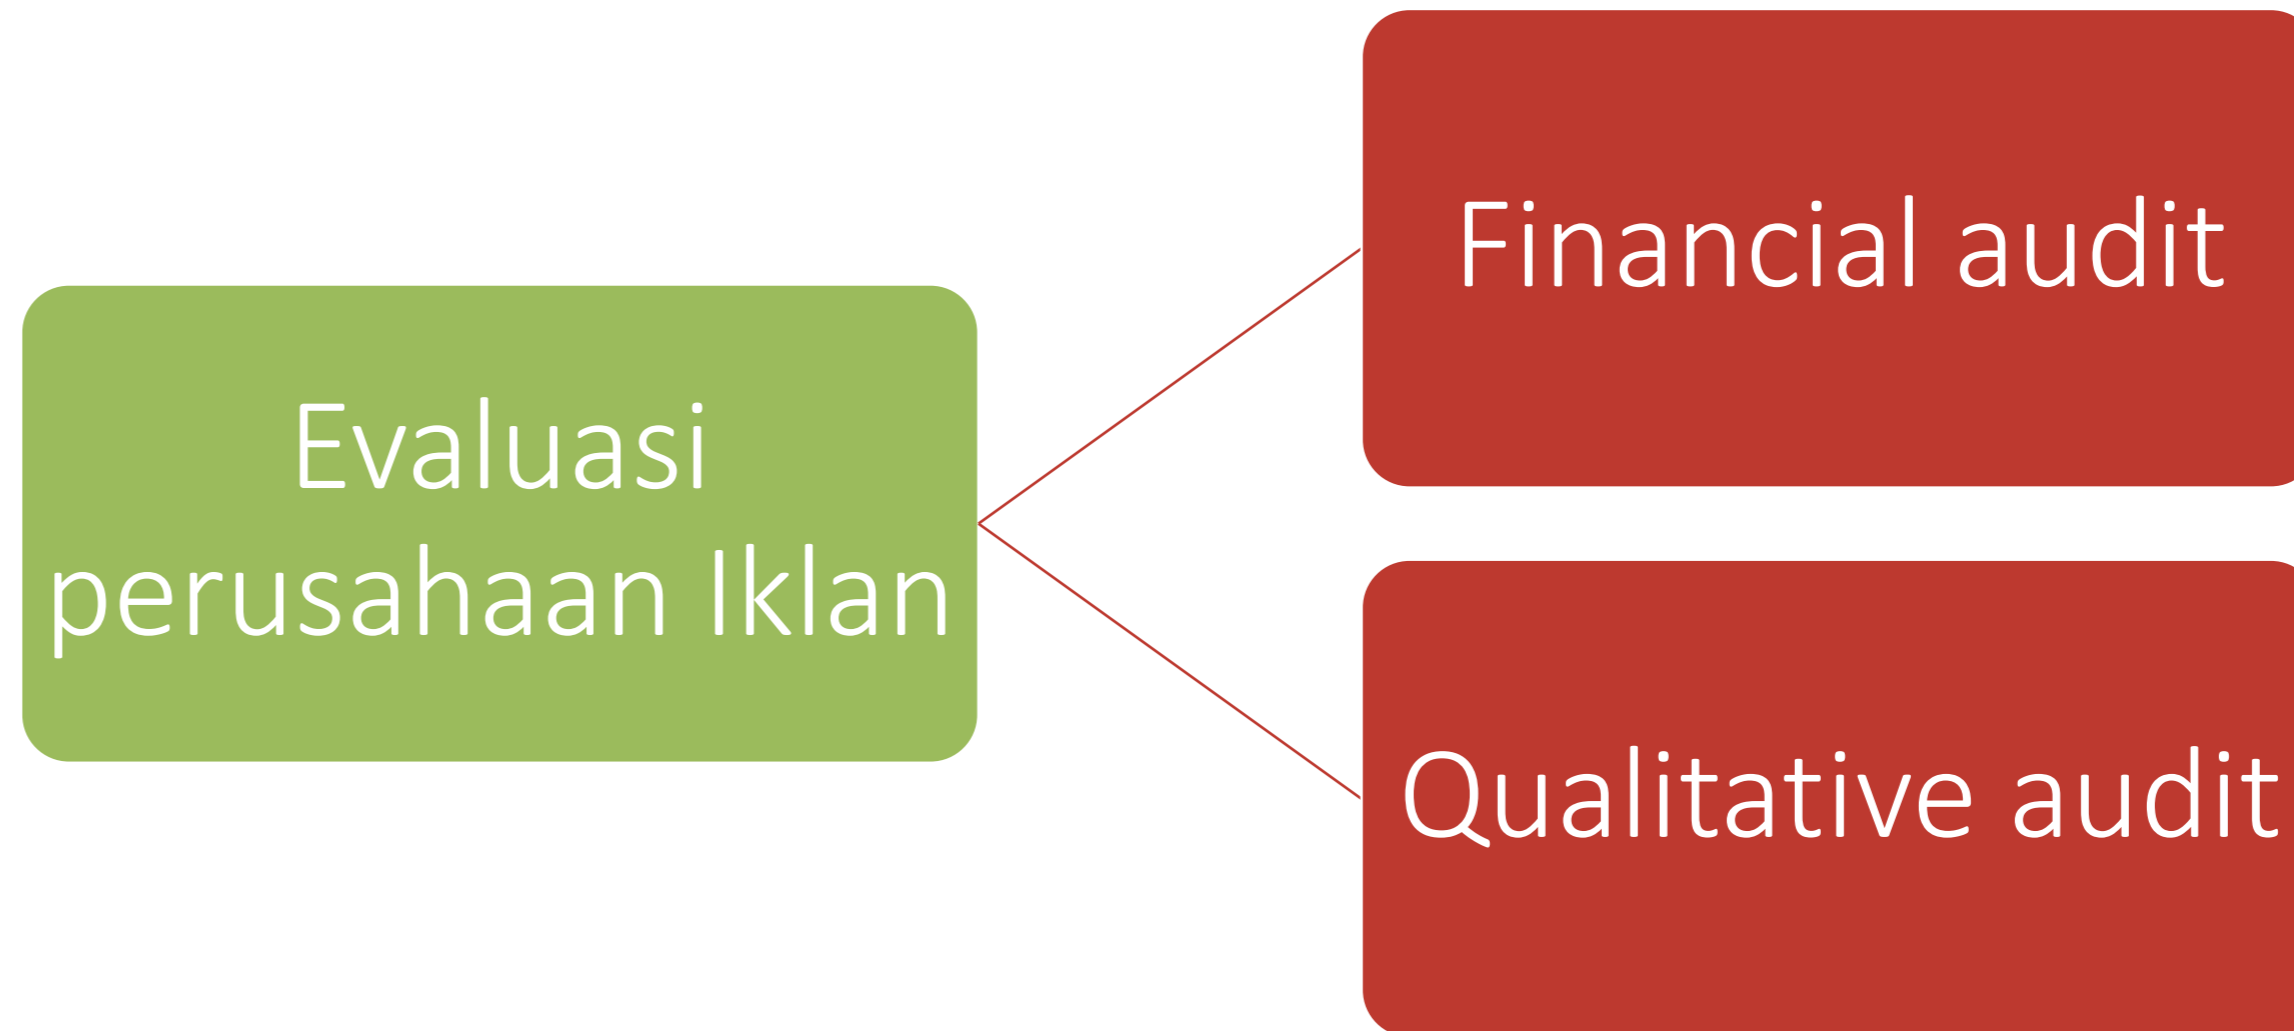 Evaluasi
perusahaan Iklan
Financial audit
Qualitative audit